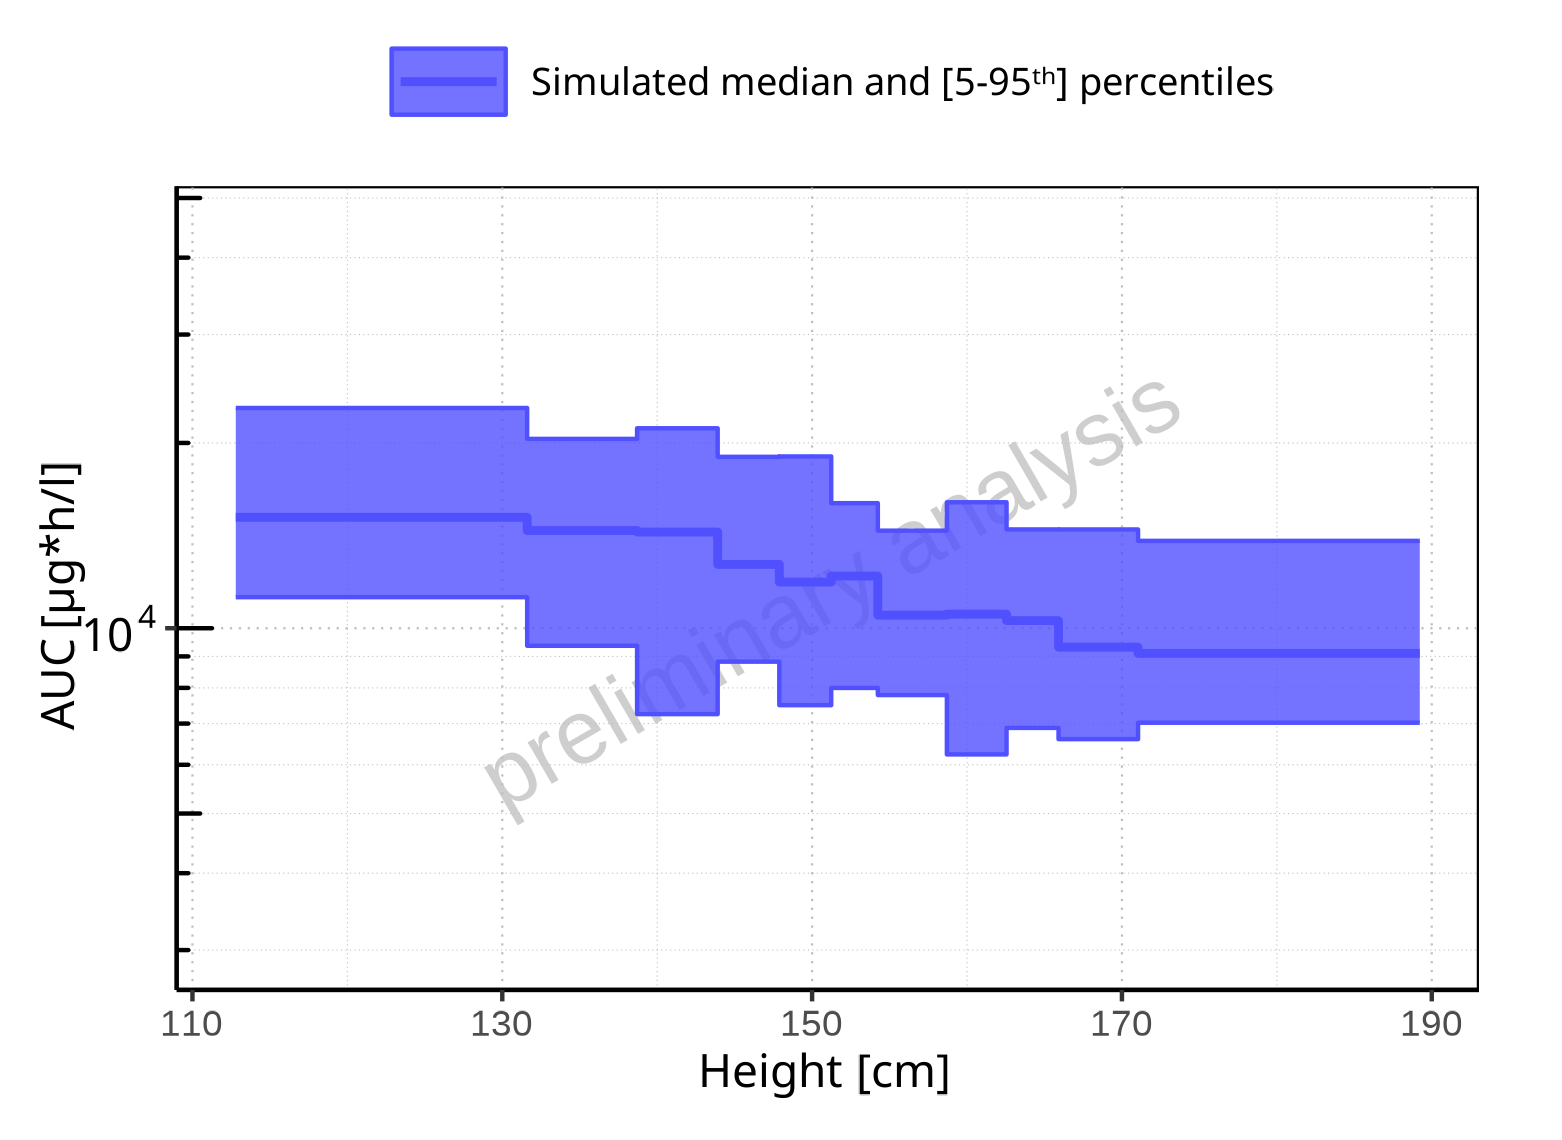 Simulated median and [5-95ᵗʰ] percentiles
AUC [µg*h/l]
10⁴
preliminary analysis
110 130 150 170 190
Height [cm]